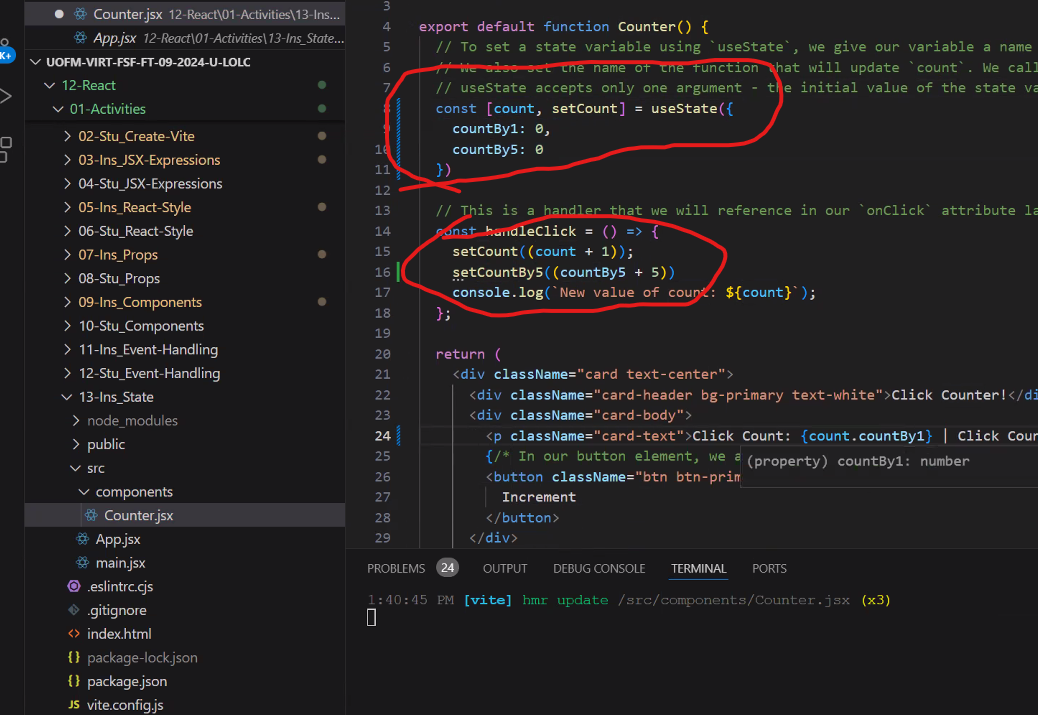 Counter.jsx 12-React\01-Activities\13-Ins...
App.jsx 12-React\01-Activities\13-Ins_State...
UOFM-VIRT-FSF-FT-09-2024-U-LOLC
12-React
01-Activities
02-Stu_Create-Vite
03-Ins_JSX-Expressions
04-Stu_JSX-Expressions
05-Ins_React-Style
06-Stu_React-Style
07-Ins_Props
08-Stu_Props
09-Ins_Components
10-Stu_Components
11-Ins_Event-Handling
12-Stu_Event-Handling
13-Ins_State
node_modules
public
src
components
Counter.jsx
App.jsx
main.jsx
.eslintrc.cjs
.gitignore
index.html
package-lock.json
package.json
vite.config.js
K+
3
4 export default function Counter() {
5 // To set a state variable using `useState`, we give our variable a name
6 // We also set the name of the function that will update `count`. We call
7 // useState accepts only one argument - the initial value of the state va
8 const [count, setCount] = useState({
9 countBy1: 0,
10 countBy5: 0
11 })
12
13 // This is a handler that we will reference in our `onClick` attribute la
14 const handleClick = () => {
15 setCount((count + 1));
16 setCountBy5((countBy5 + 5))
17 console.log(`New value of count: ${count}`);
18 };
19
20 return (
21 <div className="card text-center">
22 <div className="card-header bg-primary text-white">Click Counter!</di
23 <div className="card-body">
24 <p className="card-text">Click Count: {count.countBy1} | Click Cour
25 {/* In our button element, we a
(property) countBy1: number
26 <button className="btn btn-prim
27 Increment
28 </button>
29 </div>
PROBLEMS 24 OUTPUT DEBUG CONSOLE TERMINAL PORTS
1:40:45 PM [vite] hmr update /src/components/Counter.jsx (x3)